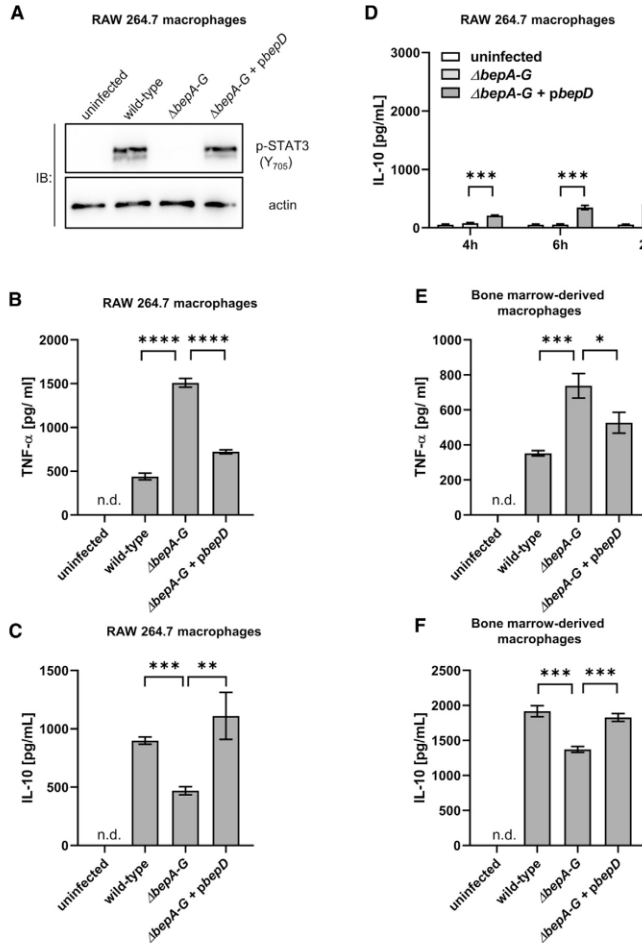 A
RAW 264.7 macrophages
uninfected
wild-type
ΔbepA-G
ΔbepA-G + pbepD
IB:
p-STAT3
(Y705)
actin
D
RAW 264.7 macrophages
3000
2000
1000
0
IL-10 [pg/mL]
uninfected
ΔbepA-G
ΔbepA-G + pbepD
***
***
4h
6h
2
B
RAW 264.7 macrophages
2000
1500
1000
500
0
TNF-α [pg/ ml]
****
****
n.d.
uninfected
wild-type
ΔbepA-G
ΔbepA-G + pbepD
E
Bone marrow-derived
macrophages
1000
800
600
400
200
0
TNF-α [pg/mL]
***
*
n.d.
uninfected
wild-type
ΔbepA-G
ΔbepA-G + pbepD
C
RAW 264.7 macrophages
1500
1000
500
0
IL-10 [pg/mL]
***
**
n.d.
uninfected
wild-type
ΔbepA-G
ΔbepA-G + pbepD
F
Bone marrow-derived
macrophages
2500
2000
1500
1000
500
0
IL-10 [pg/mL]
***
***
n.d.
uninfected
wild-type
ΔbepA-G
ΔbepA-G + pbepD